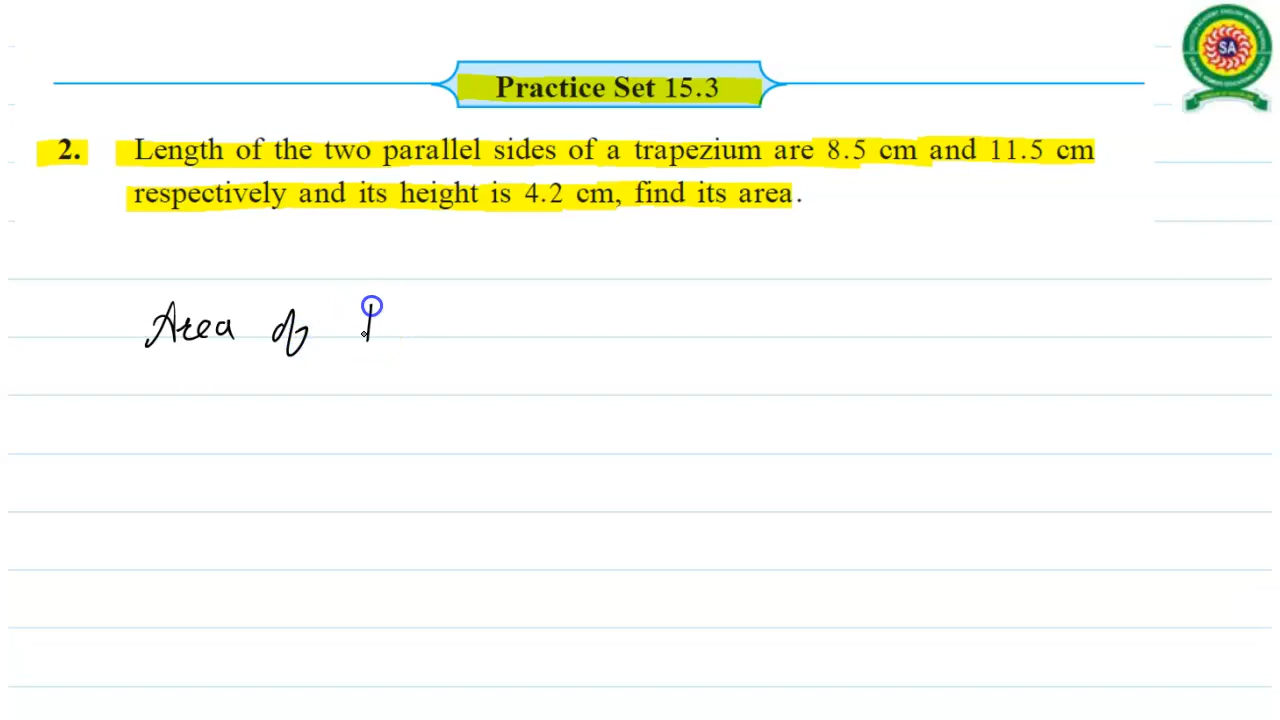 SA
Practice Set 15.3
2. Length of the two parallel sides of a trapezium are 8.5 cm and 11.5 cm
respectively and its height is 4.2 cm, find its area.
Area of